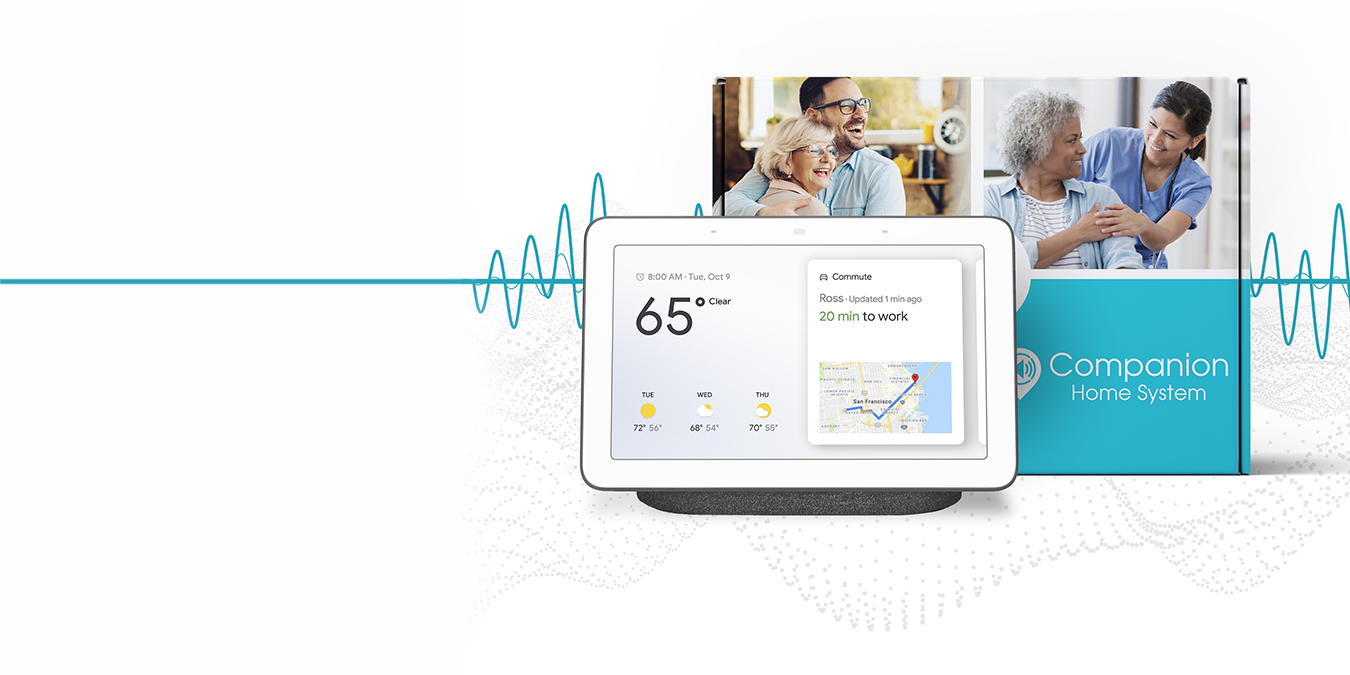 8:00 AM · Tue, Oct 9
65° Clear
TUE WED THU
72° 56° 68° 54° 70° 55°
Commute
Ross · Updated 1 min ago
20 min to work
San Francisco
Companion
Home System